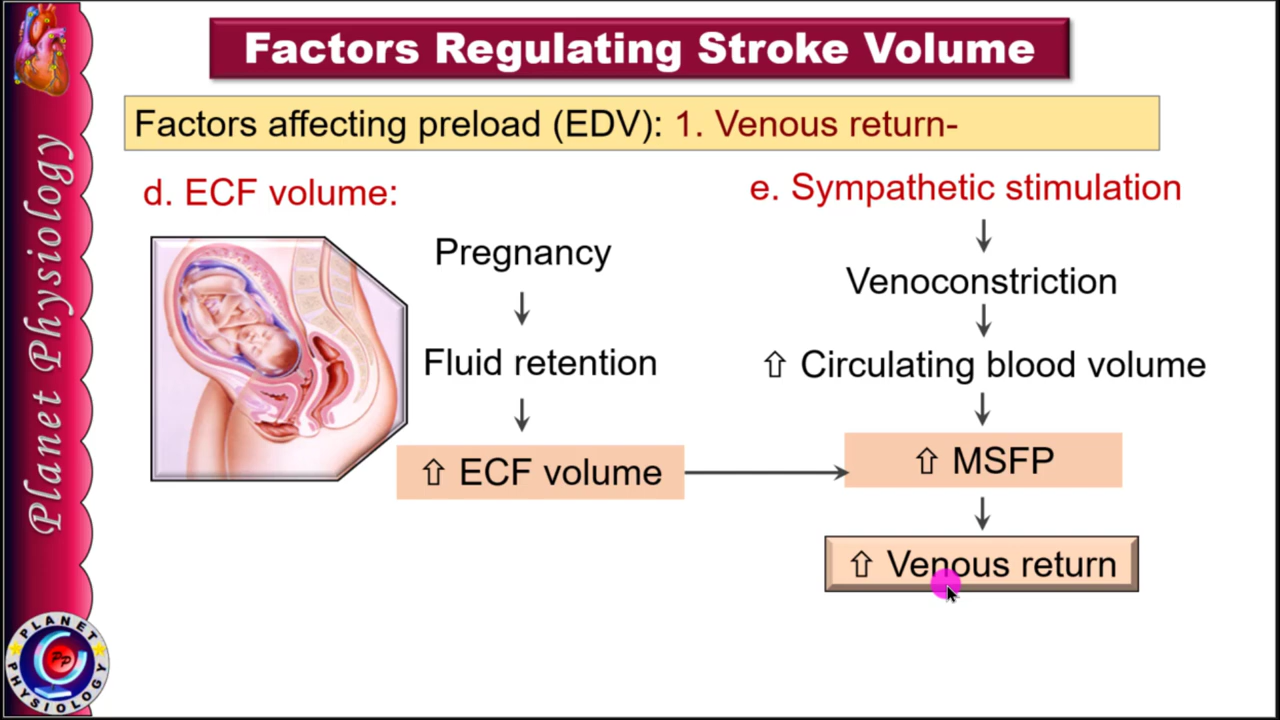 Factors Regulating Stroke Volume
Factors affecting preload (EDV): 1. Venous return-
d. ECF volume:
Pregnancy
↓
Fluid retention
↓
⇧ ECF volume
→
e. Sympathetic stimulation
↓
Venoconstriction
↓
⇧ Circulating blood volume
↓
⇧ MSFP
↓
⇧ Venous return
Planet Physiology
PLANET
PP
PHYSIOLOGY